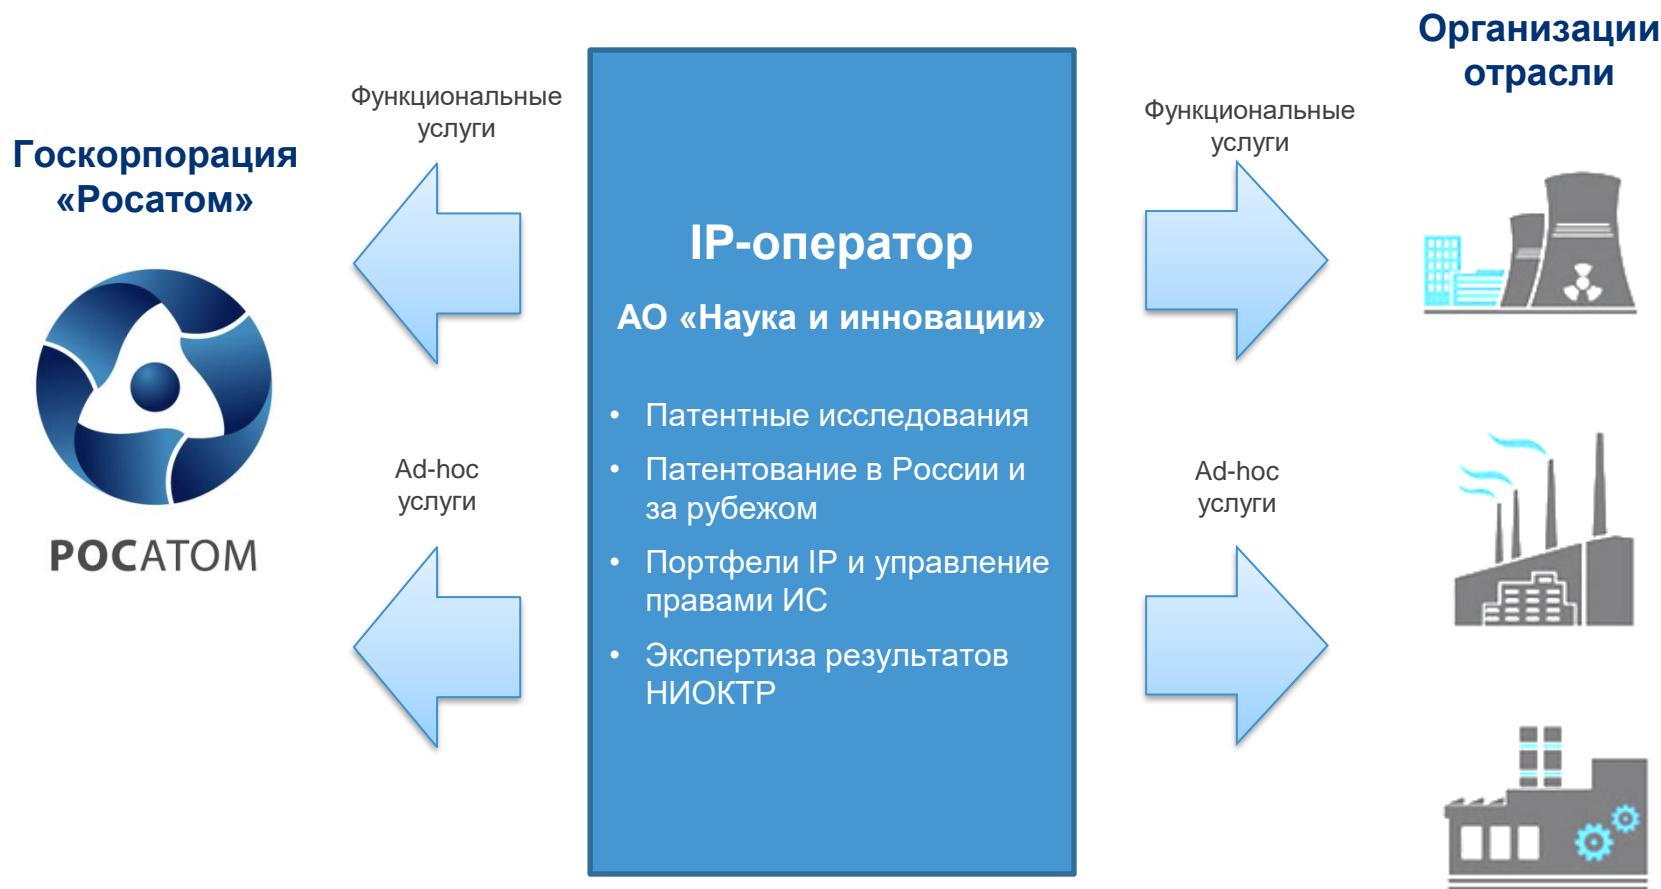 Госкорпорация
«Росатом»
РОСАТОМ
Функциональные
услуги
Ad-hoc
услуги
IP-оператор
АО «Наука и инновации»
• Патентные исследования
• Патентование в России и
за рубежом
• Портфели IP и управление
правами ИС
• Экспертиза результатов
НИОКТР
Функциональные
услуги
Ad-hoc
услуги
Организации
отрасли